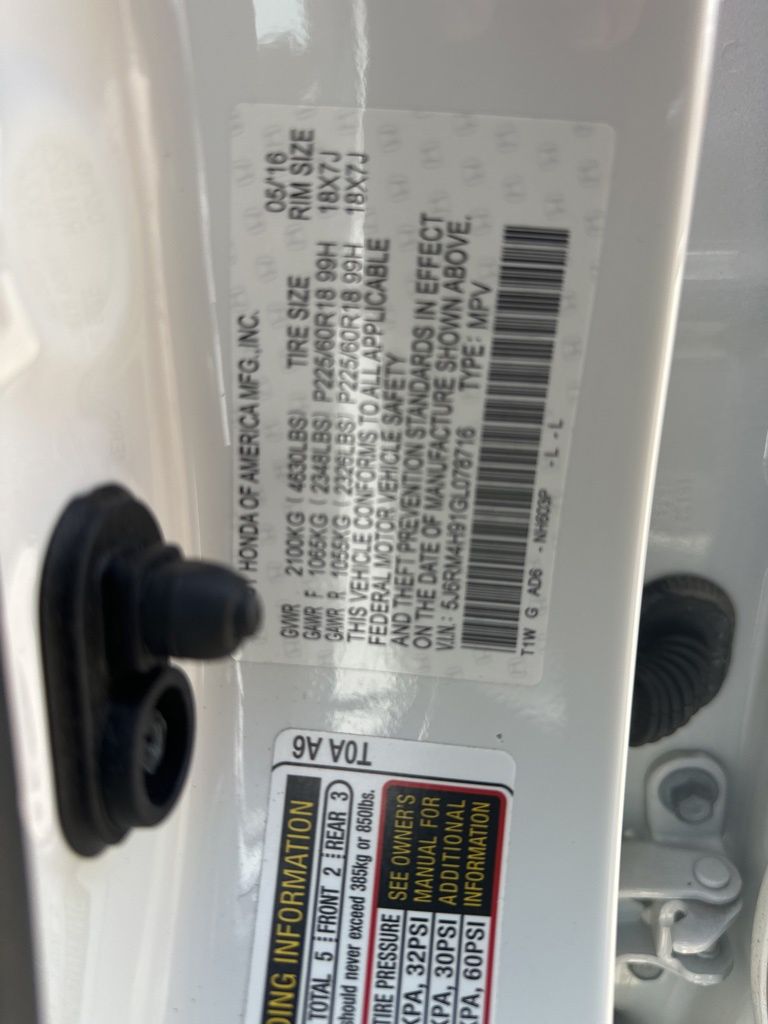 HONDA OF AMERICA MFG., INC. 05/'16
GVWR 2100KG ( 4630LBS) TIRE SIZE RIM SIZE
GAWR F 1065KG ( 2348LBS) P225/60R18 99H 18X7J
GAWR R 1055KG ( 2326LBS) P225/60R18 99H 18X7J
THIS VEHICLE CONFORMS TO ALL APPLICABLE
FEDERAL MOTOR VEHICLE SAFETY
AND THEFT PREVENTION STANDARDS IN EFFECT
ON THE DATE OF MANUFACTURE SHOWN ABOVE.
V.I.N.: 5J6RM4H91GL078716 TYPE: MPV
T1W G AD6 - NH603P - L - L
T0A A6
DING INFORMATION
TOTAL 5 FRONT 2 REAR 3
should never exceed 385kg or 850lbs.
TIRE PRESSURE
KPA, 32PSI
KPA, 30PSI
KPA, 60PSI
SEE OWNER'S
MANUAL FOR
ADDITIONAL
INFORMATION